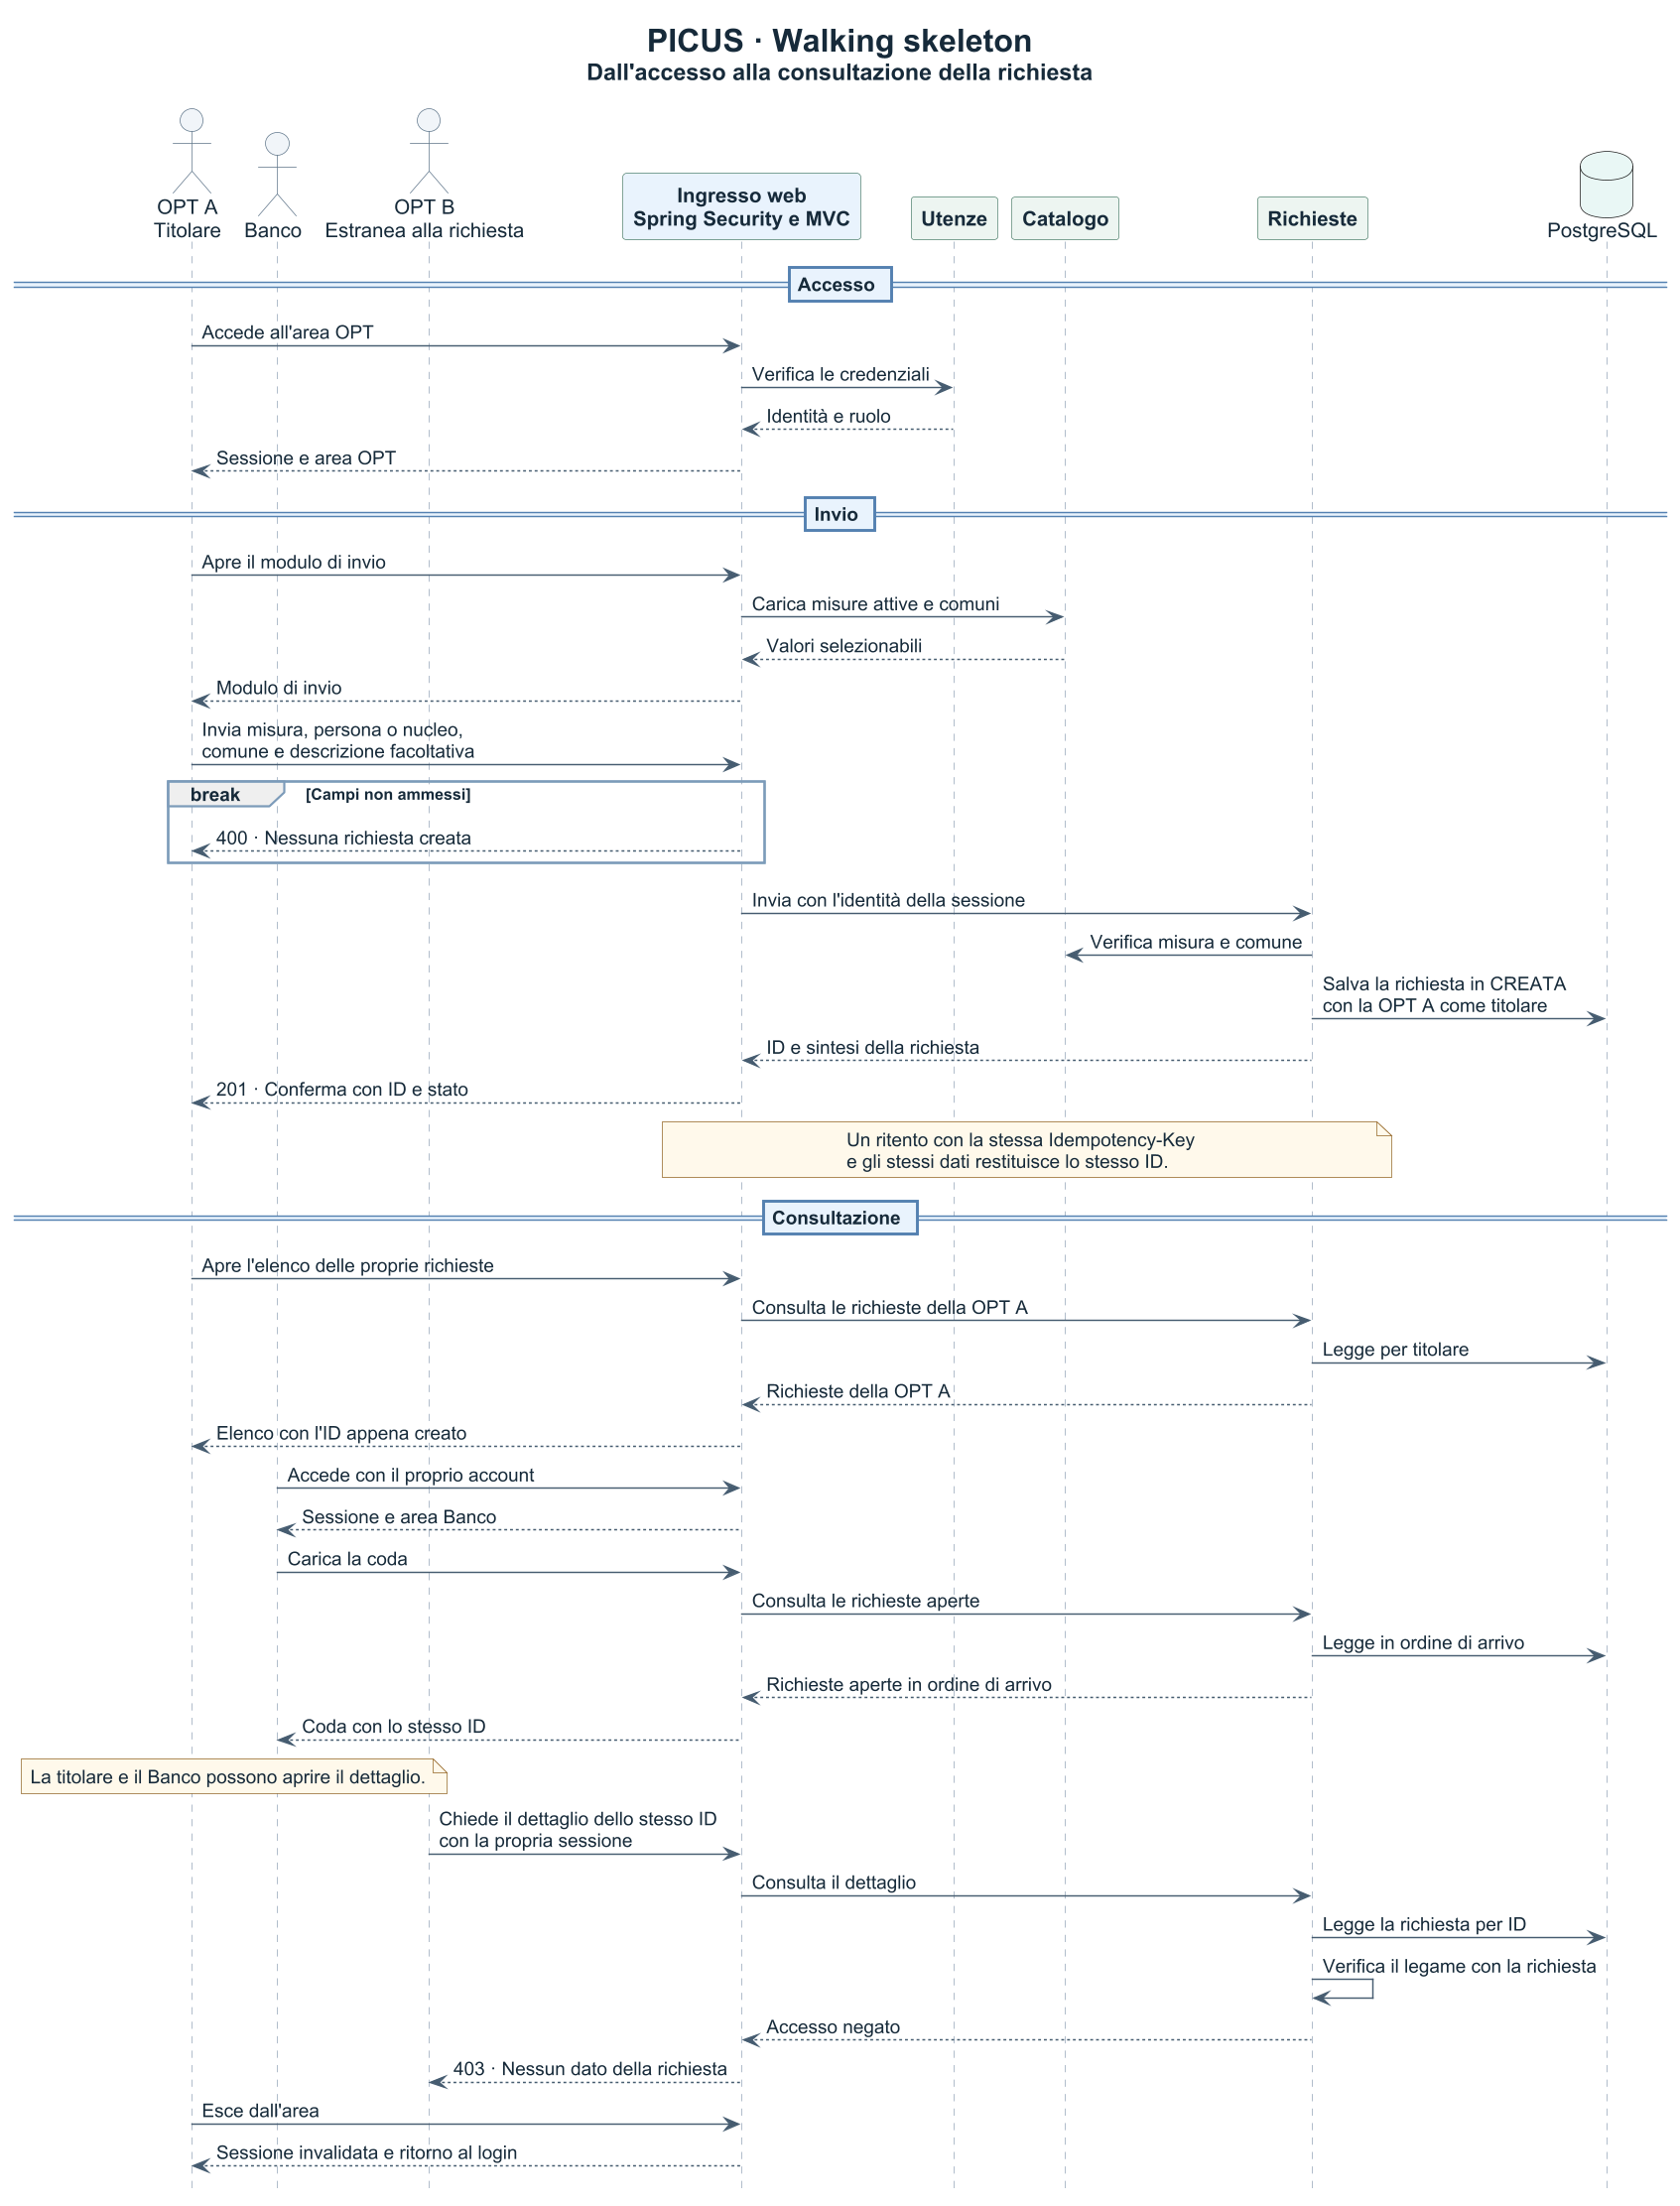 PICUS · Walking skeleton
Dall'accesso alla consultazione della richiesta
OPT A
Titolare
Banco
OPT B
Estranea alla richiesta
Ingresso web
Spring Security e MVC
Utenze
Catalogo
Richieste
PostgreSQL
Accesso
Accede all'area OPT
Verifica le credenziali
Identità e ruolo
Sessione e area OPT
Invio
Apre il modulo di invio
Carica misure attive e comuni
Valori selezionabili
Modulo di invio
Invia misura, persona o nucleo,
comune e descrizione facoltativa
break
[Campi non ammessi]
400 · Nessuna richiesta creata
Invia con l'identità della sessione
Verifica misura e comune
Salva la richiesta in CREATA
con la OPT A come titolare
ID e sintesi della richiesta
201 · Conferma con ID e stato
Un ritento con la stessa Idempotency-Key
e gli stessi dati restituisce lo stesso ID.
Consultazione
Apre l'elenco delle proprie richieste
Consulta le richieste della OPT A
Legge per titolare
Richieste della OPT A
Elenco con l'ID appena creato
Accede con il proprio account
Sessione e area Banco
Carica la coda
Consulta le richieste aperte
Legge in ordine di arrivo
Richieste aperte in ordine di arrivo
Coda con lo stesso ID
La titolare e il Banco possono aprire il dettaglio.
Chiede il dettaglio dello stesso ID
con la propria sessione
Consulta il dettaglio
Legge la richiesta per ID
Verifica il legame con la richiesta
Accesso negato
403 · Nessun dato della richiesta
Esce dall'area
Sessione invalidata e ritorno al login